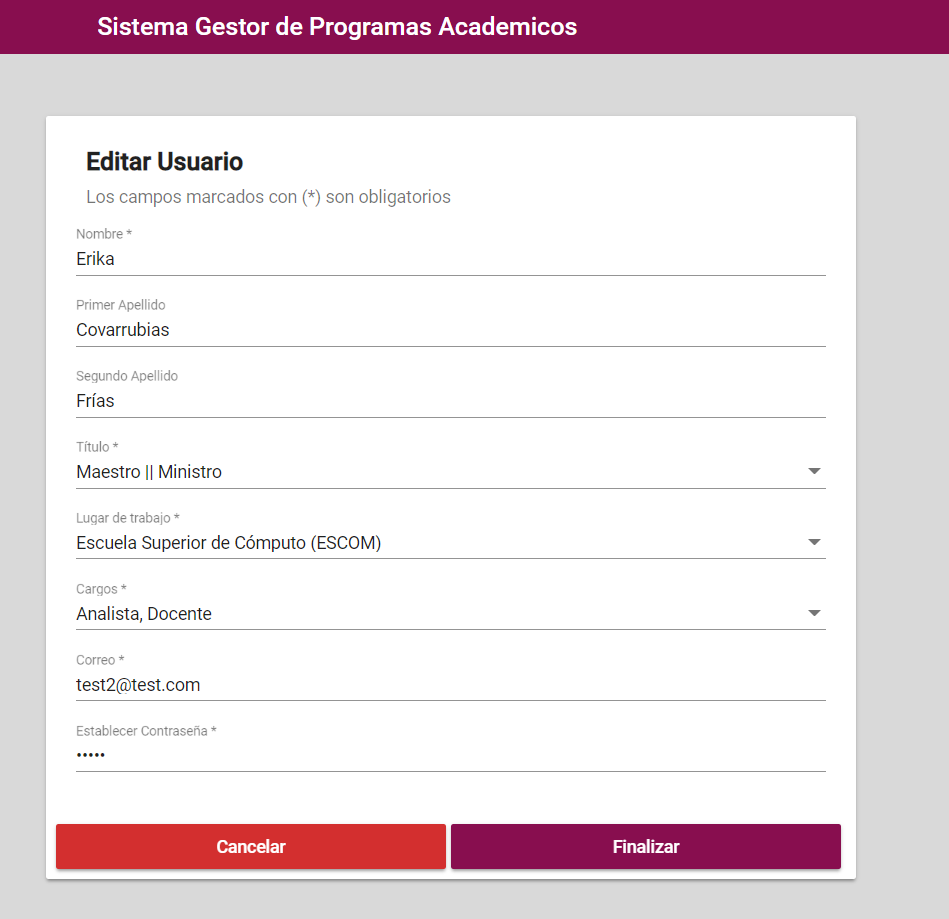 Sistema Gestor de Programas Academicos
Editar Usuario
Los campos marcados con (*) son obligatorios
Nombre *
Erika
Primer Apellido
Covarrubias
Segundo Apellido
Frías
Título *
Maestro || Ministro
Lugar de trabajo *
Escuela Superior de Cómputo (ESCOM)
Cargos *
Analista, Docente
Correo *
test2@test.com
Establecer Contraseña *
•••••
Cancelar
Finalizar